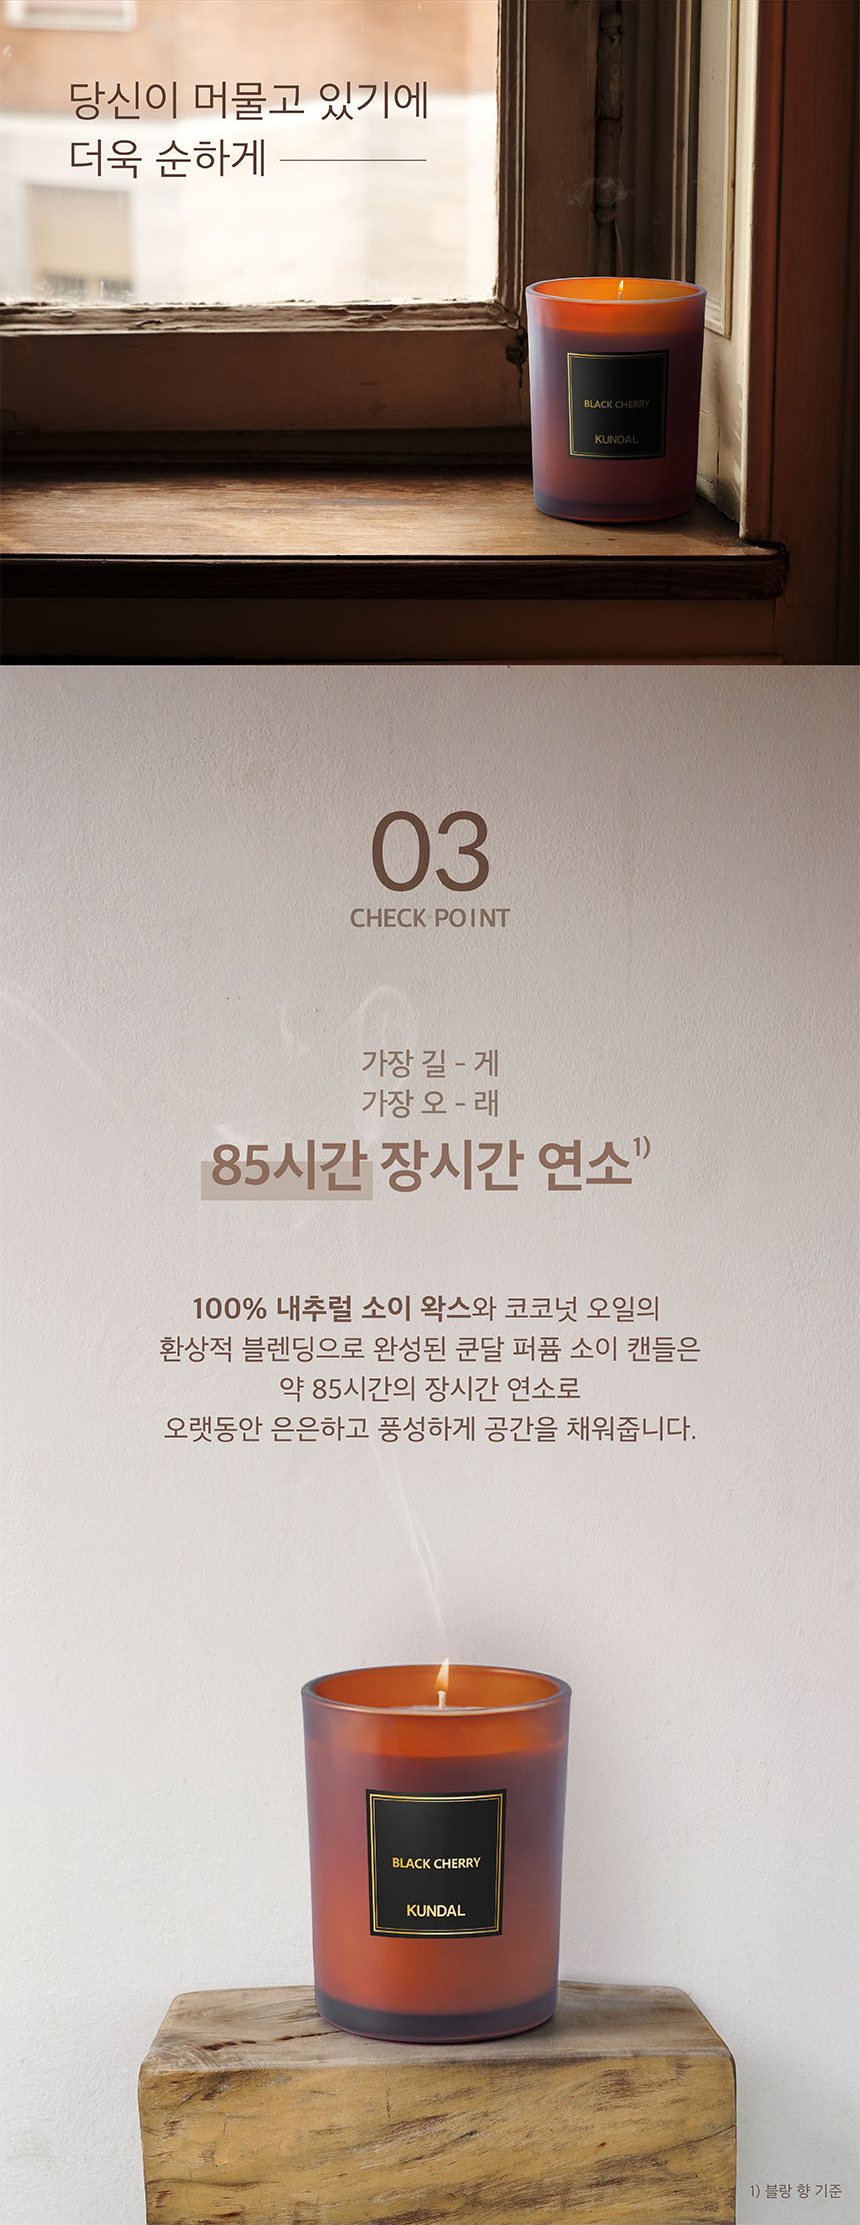 당신이 머물고 있기에
더욱 순하게
BLACK CHERRY
KUNDAL
03
CHECK POINT
가장 길 - 게
가장 오 - 래
85시간 장시간 연소1)
100% 내추럴 소이 왁스와 코코넛 오일의
환상적 블렌딩으로 완성된 쿤달 퍼퓸 소이 캔들은
약 85시간의 장시간 연소로
오랫동안 은은하고 풍성하게 공간을 채워줍니다.
BLACK CHERRY
KUNDAL
1) 블랑 향 기준